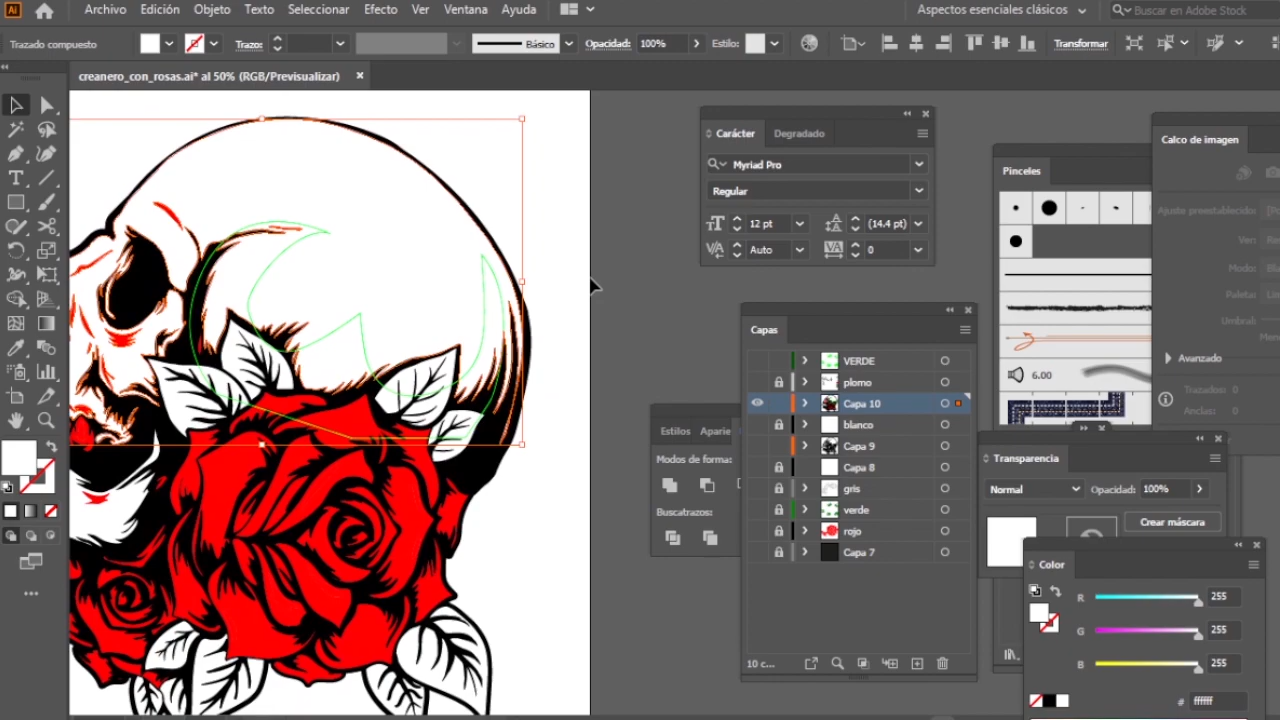 Ai Archivo Edición Objeto Texto Seleccionar Efecto Ver Ventana Ayuda Aspectos esenciales clásicos Buscar en Adobe Stock
Trazado compuesto Trazo: Básico Opacidad: 100% Estilo: Transformar
creanero_con_rosas.ai* al 50% (RGB/Previsualizar)
Carácter Degradado
Myriad Pro
Regular
12 pt (14.4 pt)
Auto 0
Pinceles
6.00
Calco de imagen
Ajuste preestablecido:
Ver:
Modo:
Paleta:
Umbral:
Avanzado
Trazados: 0
Anclas: 0
Capas
VERDE
plomo
Capa 10
blanco
Capa 9
Capa 8
gris
verde
rojo
Capa 7
10 c...
Estilos Aparie
Modos de forma:
Buscatrazos:
Transparencia
Normal Opacidad: 100%
Crear máscara
Color
R 255
G 255
B 255
# ffffff